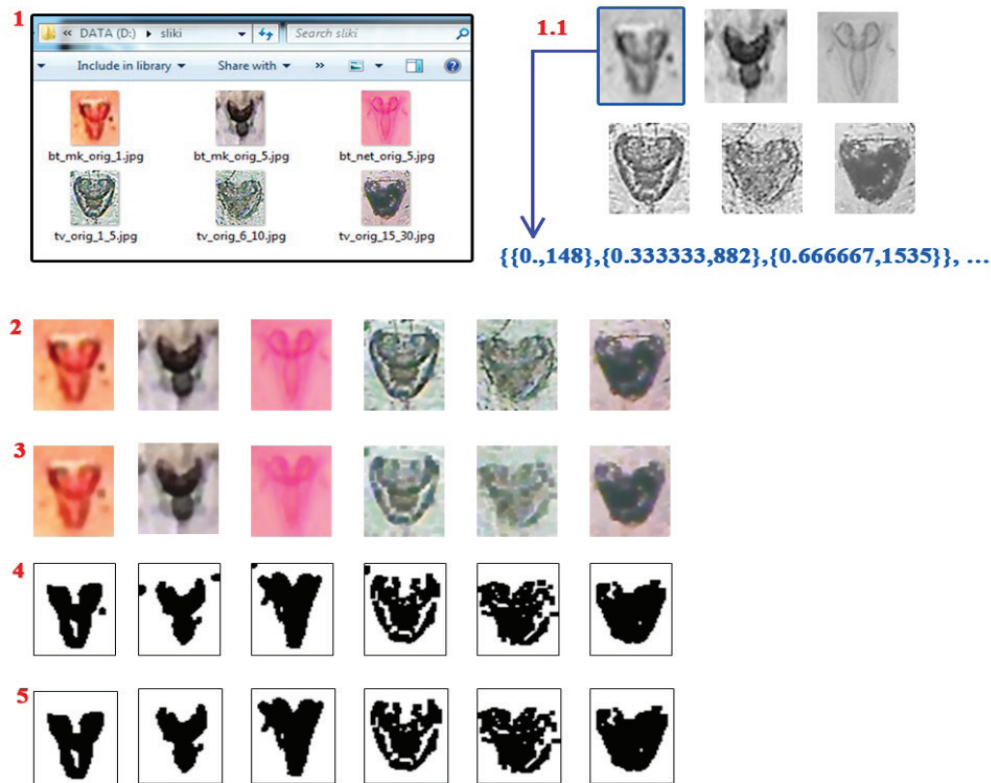 1
« DATA (D:) ▸ sliki
Search sliki
Include in library
Share with
»
bt_mk_orig_1.jpg
bt_mk_orig_5.jpg
bt_net_orig_5.jpg
tv_orig_1_5.jpg
tv_orig_6_10.jpg
tv_orig_15_30.jpg
1.1
{{0.,148},{0.333333,882},{0.666667,1535}}, ...
2
3
4
5